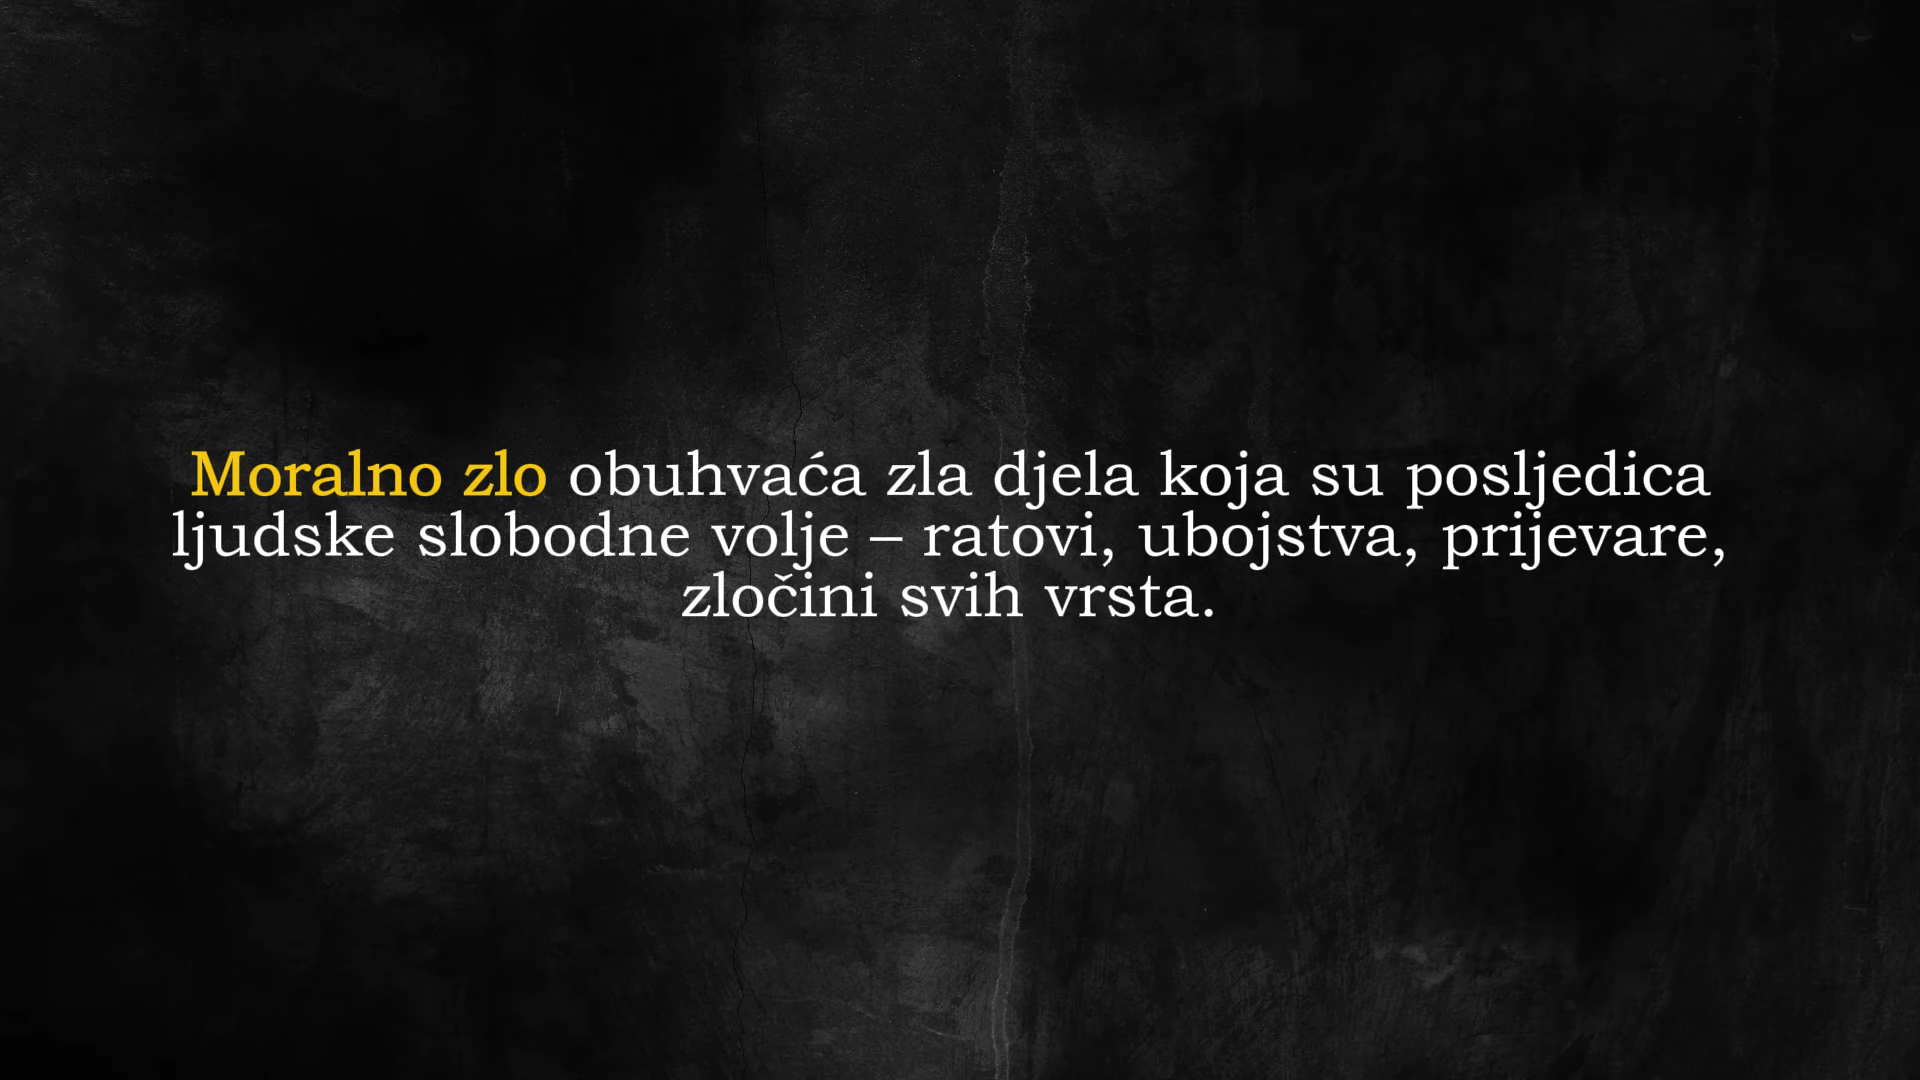 Moralno zlo obuhvaća zla djela koja su posljedica
ljudske slobodne volje – ratovi, ubojstva, prijevare,
zločini svih vrsta.